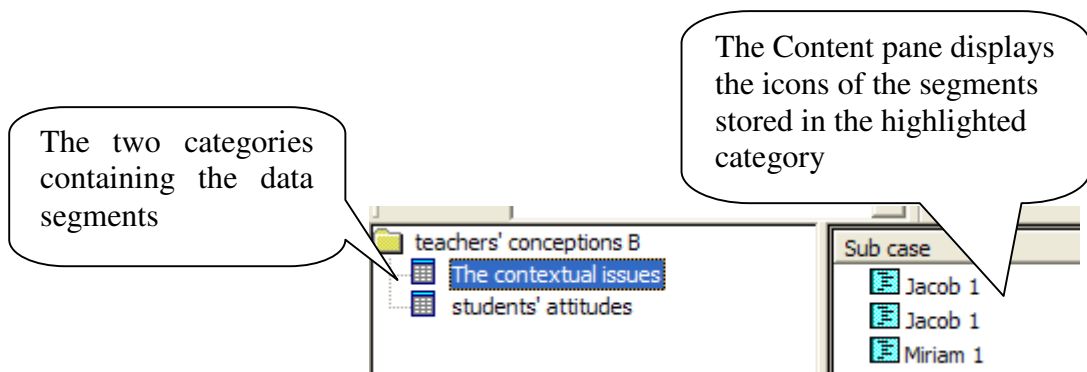 The Content pane displays
the icons of the segments
stored in the highlighted
category
The two categories
containing the data
segments
teachers' conceptions B
The contextual issues
students' attitudes
Sub case
Jacob 1
Jacob 1
Miriam 1